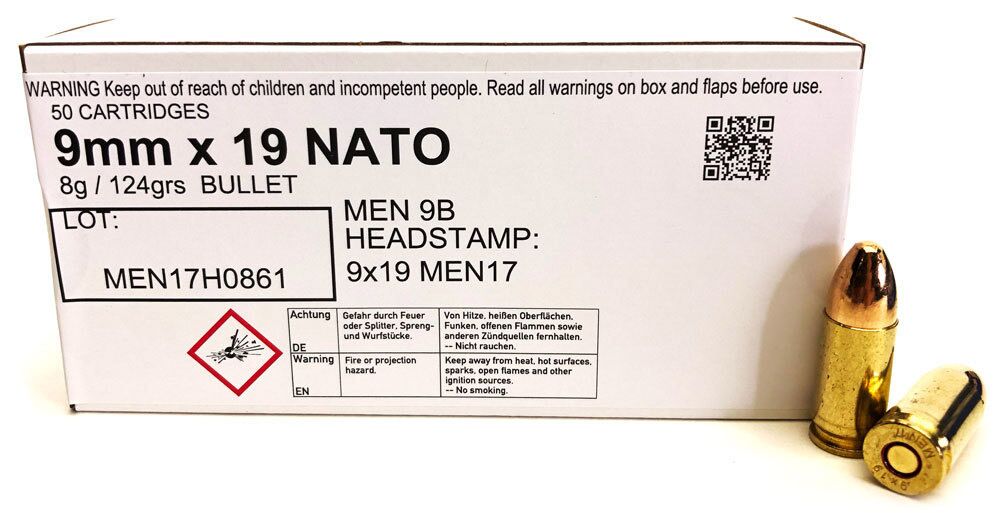 WARNING Keep out of reach of children and incompetent people. Read all warnings on box and flaps before use.
50 CARTRIDGES
9mm x 19 NATO
8g / 124grs BULLET
LOT:
MEN17H0861
MEN 9B
HEADSTAMP:
9x19 MEN17
Achtung
DE
Gefahr durch Feuer
oder Splitter, Spreng-
und Wurfstücke.
Von Hitze, heißen Oberflächen,
Funken, offenen Flammen sowie
anderen Zündquellen fernhalten.
-- Nicht rauchen.
Warning
EN
Fire or projection
hazard.
Keep away from heat, hot surfaces,
sparks, open flames and other
ignition sources.
-- No smoking.
MEN17
9x19